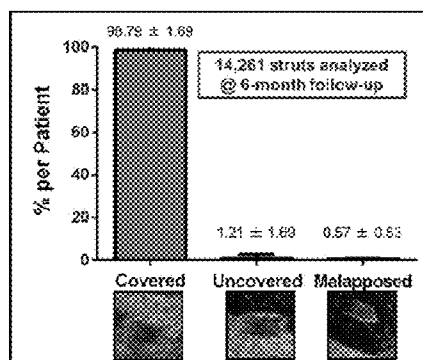 98.79 ± 1.69
100
14,261 struts analyzed
@ 6-month follow-up
80
60
40
20
0
% per Patient
1.21 ± 1.69
0.57 ± 0.83
Covered
Uncovered
Malapposed